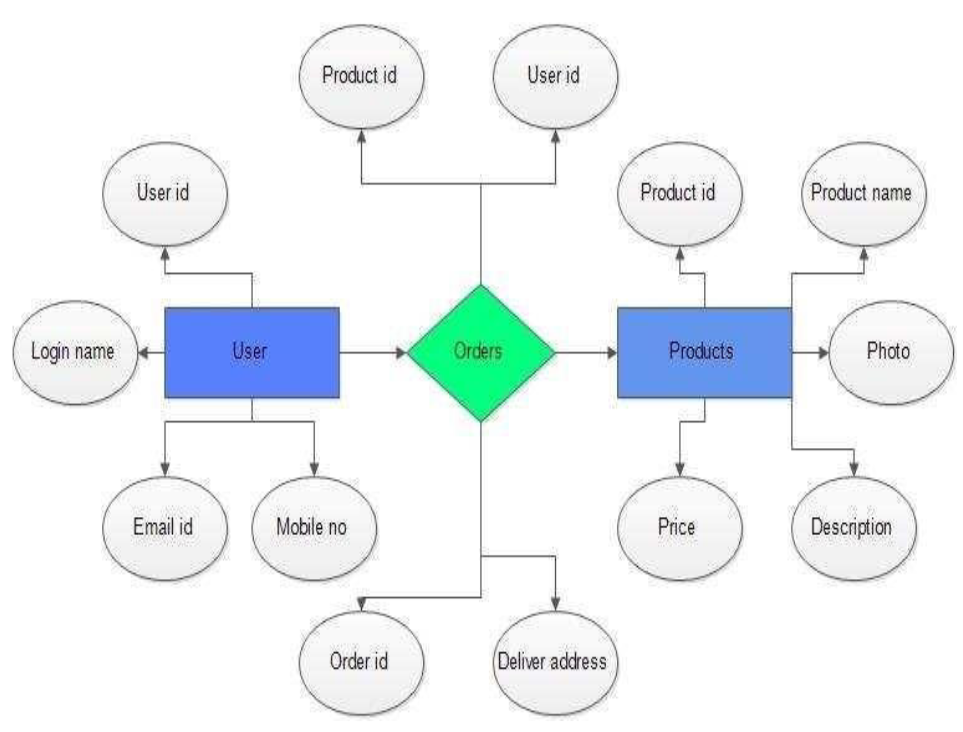 Product id
User id
User id
Product id
Product name
Login name
User
Orders
Products
Photo
Email id
Mobile no
Price
Description
Order id
Deliver address